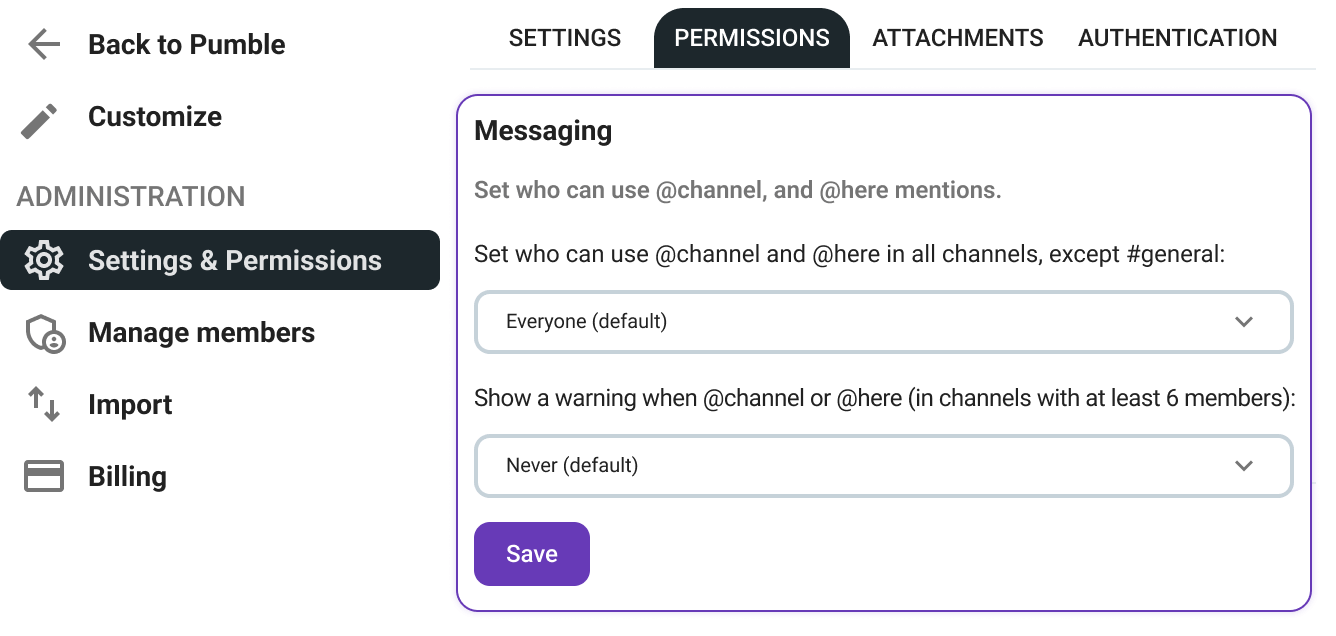 Back to Pumble
Customize
ADMINISTRATION
Settings & Permissions
Manage members
Import
Billing
SETTINGS
PERMISSIONS
ATTACHMENTS
AUTHENTICATION
Messaging
Set who can use @channel, and @here mentions.
Set who can use @channel and @here in all channels, except #general:
Everyone (default)
Show a warning when @channel or @here (in channels with at least 6 members):
Never (default)
Save